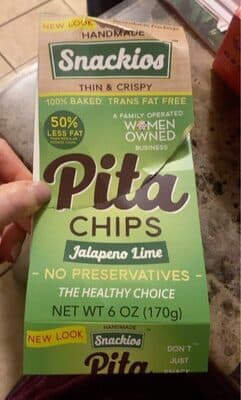 NEW LOOK
HANDMADE
Snackios
THIN & CRISPY
100% BAKED TRANS FAT FREE
50%
LESS FAT
A FAMILY OPERATED
WOMEN
OWNED
BUSINESS
Pita
CHIPS
Jalapeno Lime
- NO PRESERVATIVES -
THE HEALTHY CHOICE
NET WT 6 OZ (170g)
NEW LOOK
HANDMADE
Snackios
Pita
DON'T
JUST
SNACK